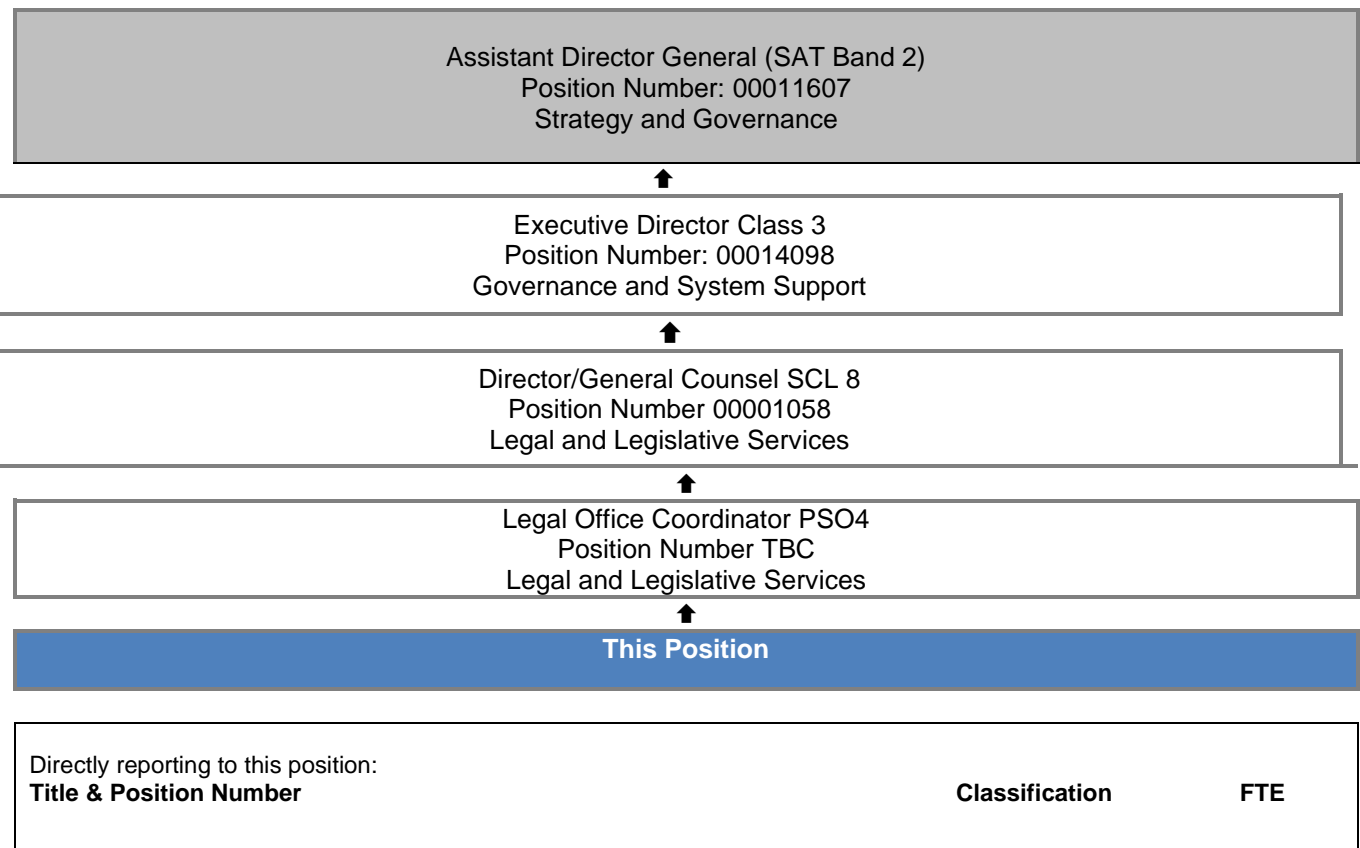 Assistant Director General (SAT Band 2)
Position Number: 00011607
Strategy and Governance
Executive Director Class 3
Position Number: 00014098
Governance and System Support
Director/General Counsel SCL 8
Position Number 00001058
Legal and Legislative Services
Legal Office Coordinator PSO4
Position Number TBC
Legal and Legislative Services
This Position
Directly reporting to this position:
Title & Position Number Classification FTE